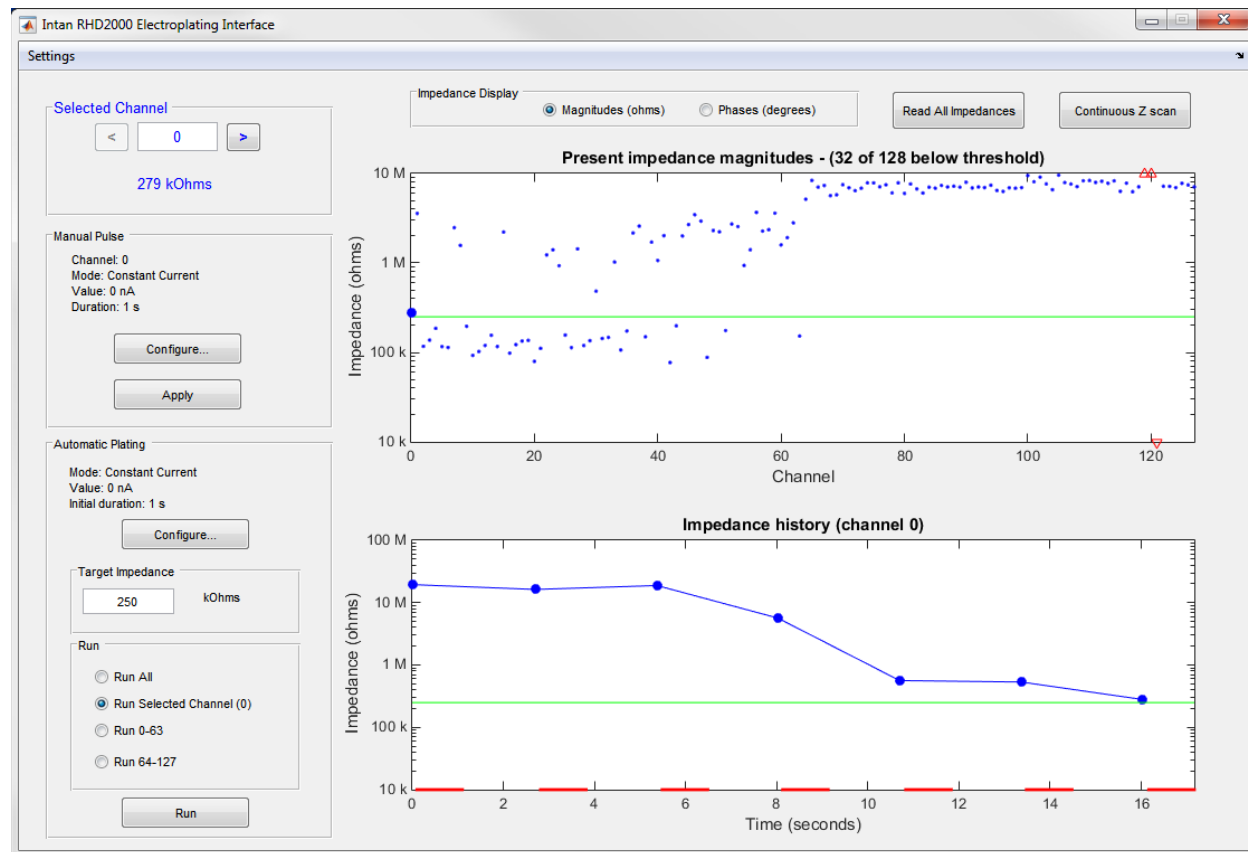 Intan RHD2000 Electroplating Interface
Settings
Selected Channel
< 0 >
279 kOhms
Manual Pulse
Channel: 0
Mode: Constant Current
Value: 0 nA
Duration: 1 s
Configure...
Apply
Automatic Plating
Mode: Constant Current
Value: 0 nA
Initial duration: 1 s
Configure...
Target Impedance
250 kOhms
Run
Run All
Run Selected Channel (0)
Run 0-63
Run 64-127
Run
Impedance Display
Magnitudes (ohms) Phases (degrees)
Read All Impedances
Continuous Z scan
Present impedance magnitudes - (32 of 128 below threshold)
Impedance (ohms)
10 M
1 M
100 k
10 k
0 20 40 60 80 100 120
Channel
Impedance history (channel 0)
Impedance (ohms)
100 M
10 M
1 M
100 k
10 k
0 2 4 6 8 10 12 14 16
Time (seconds)